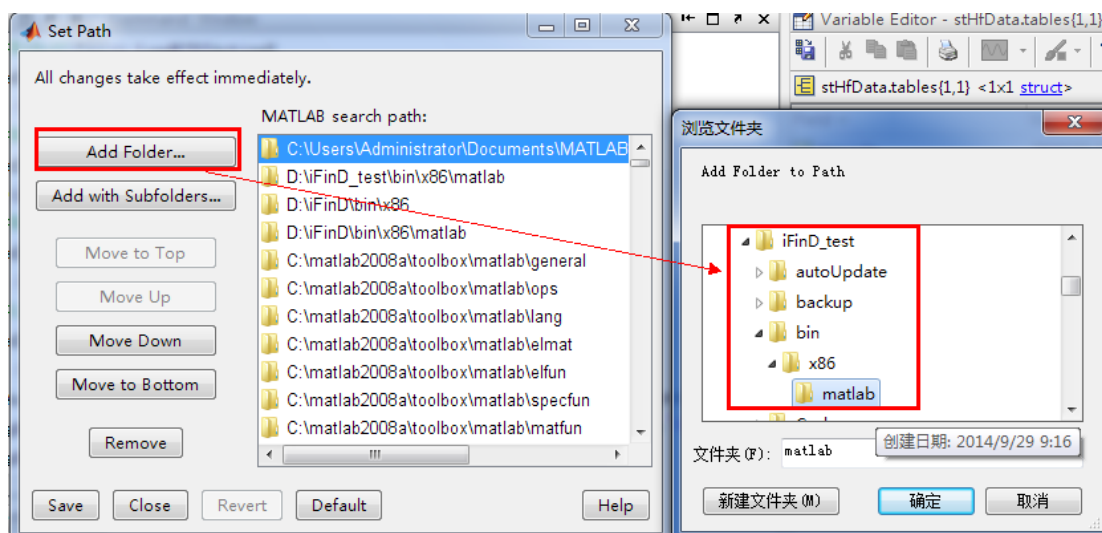 Set Path
All changes take effect immediately.
MATLAB search path:
Add Folder...
Add with Subfolders...
Move to Top
Move Up
Move Down
Move to Bottom
Remove
C:\Users\Administrator\Documents\MATLAB
D:\iFinD_test\bin\x86\matlab
D:\iFinD\bin\x86
D:\iFinD\bin\x86\matlab
C:\matlab2008a\toolbox\matlab\general
C:\matlab2008a\toolbox\matlab\ops
C:\matlab2008a\toolbox\matlab\lang
C:\matlab2008a\toolbox\matlab\elmat
C:\matlab2008a\toolbox\matlab\elfun
C:\matlab2008a\toolbox\matlab\specfun
C:\matlab2008a\toolbox\matlab\matfun
Save Close Revert Default Help
Variable Editor - stHfData.tables{1,1}
stHfData.tables{1,1} <1x1 struct>
浏览文件夹
Add Folder to Path
iFinD_test
autoUpdate
backup
bin
x86
matlab
文件夹(F): matlab
创建日期: 2014/9/29 9:16
新建文件夹(M) 确定 取消